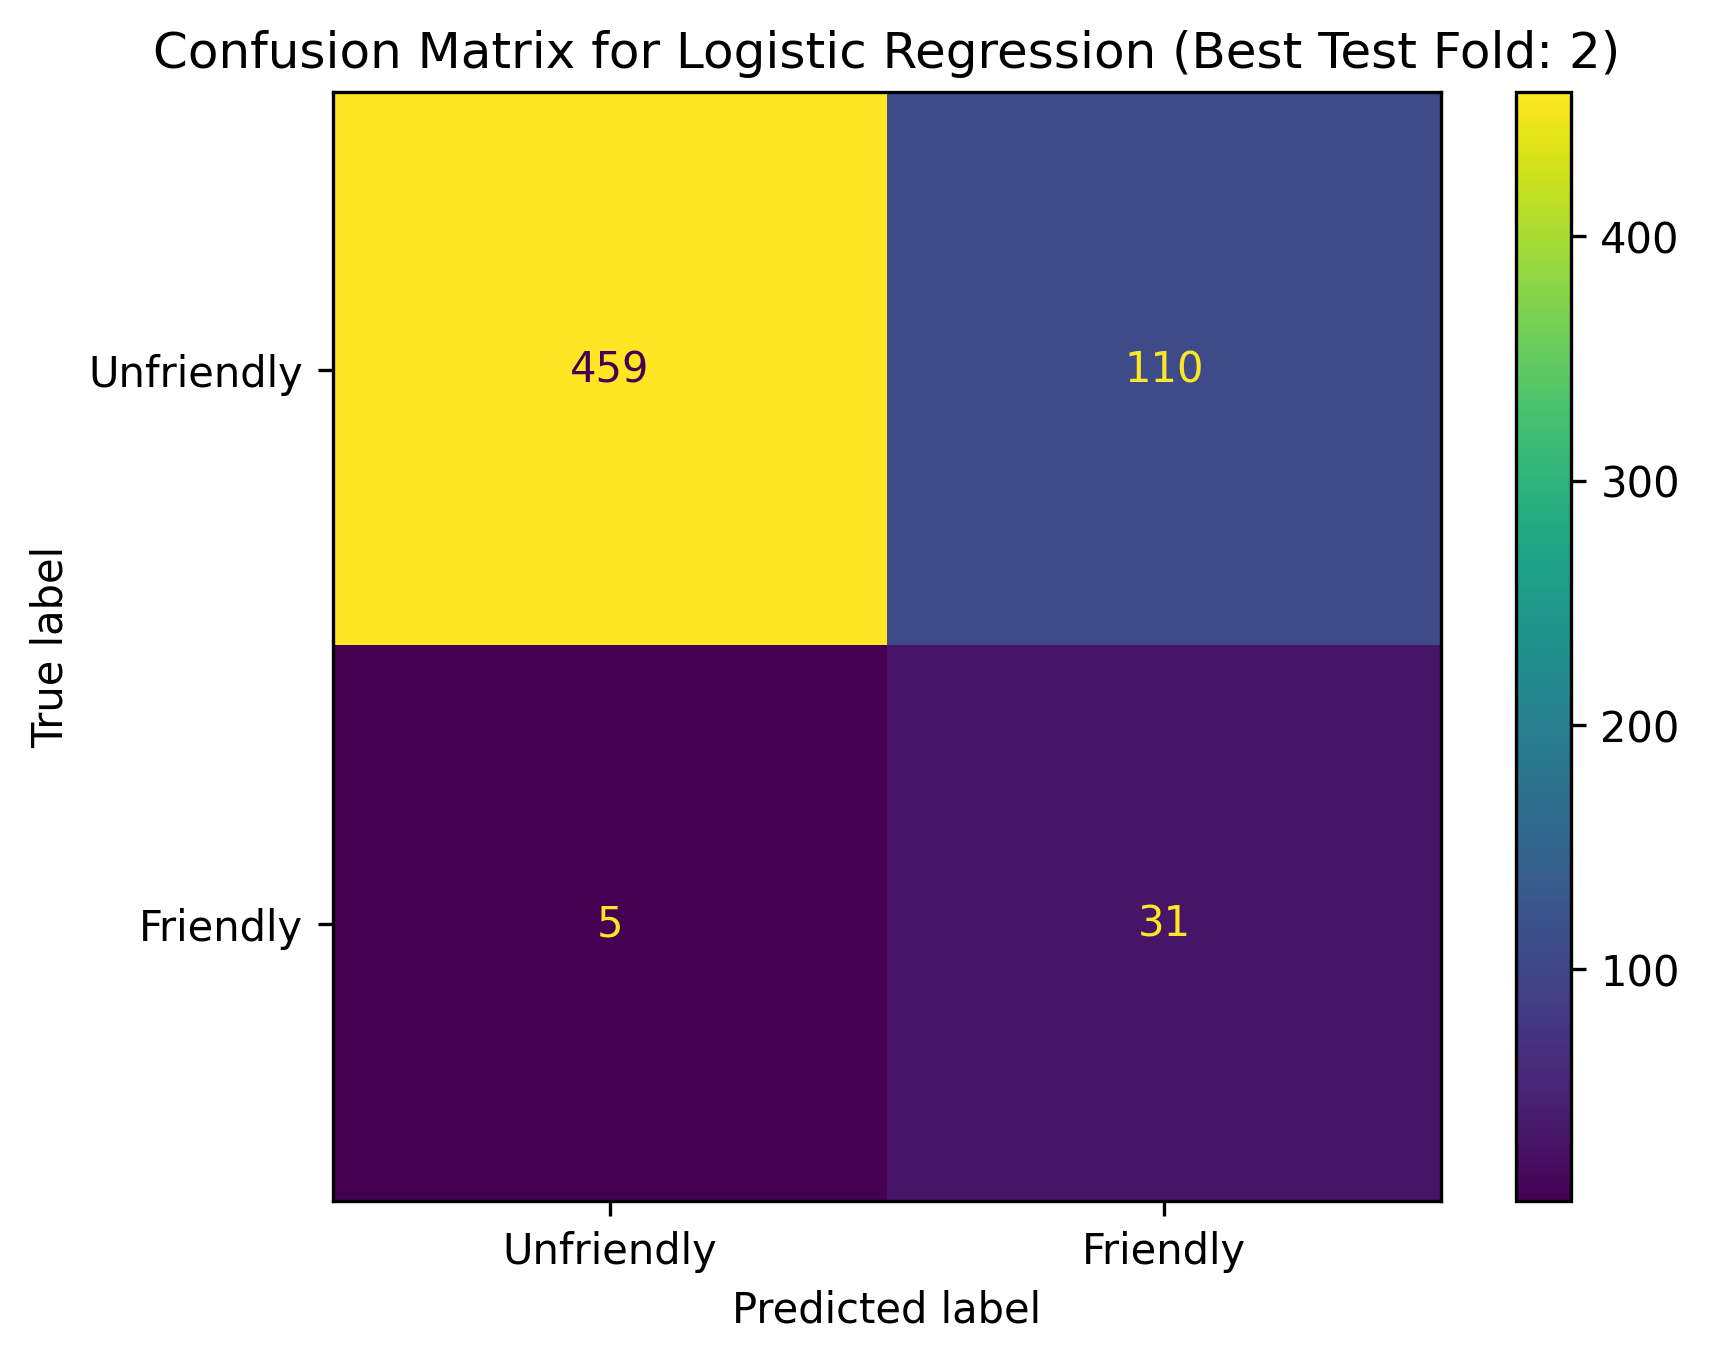 Confusion Matrix for Logistic Regression (Best Test Fold: 2)
True label
Unfriendly
Friendly
459
110
5
31
Unfriendly
Friendly
Predicted label
400
300
200
100